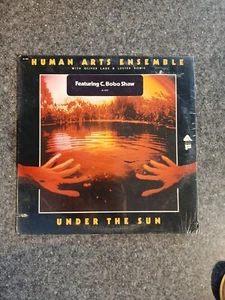 HUMAN ARTS ENSEMBLE
WITH OLIVER LAKE & LESTER BOWIE
Featuring C. Bobo Shaw
UNDER THE SUN